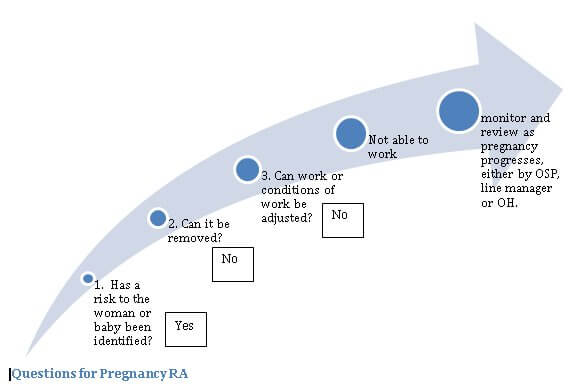 1. Has a
risk to the
woman or
baby been
identified?
Yes
2. Can it be
removed?
No
3. Can work or
conditions of
work be
adjusted?
No
Not able to
work
monitor and
review as
pregnancy
progresses,
either by OSP,
line manager
or OH.
Questions for Pregnancy RA